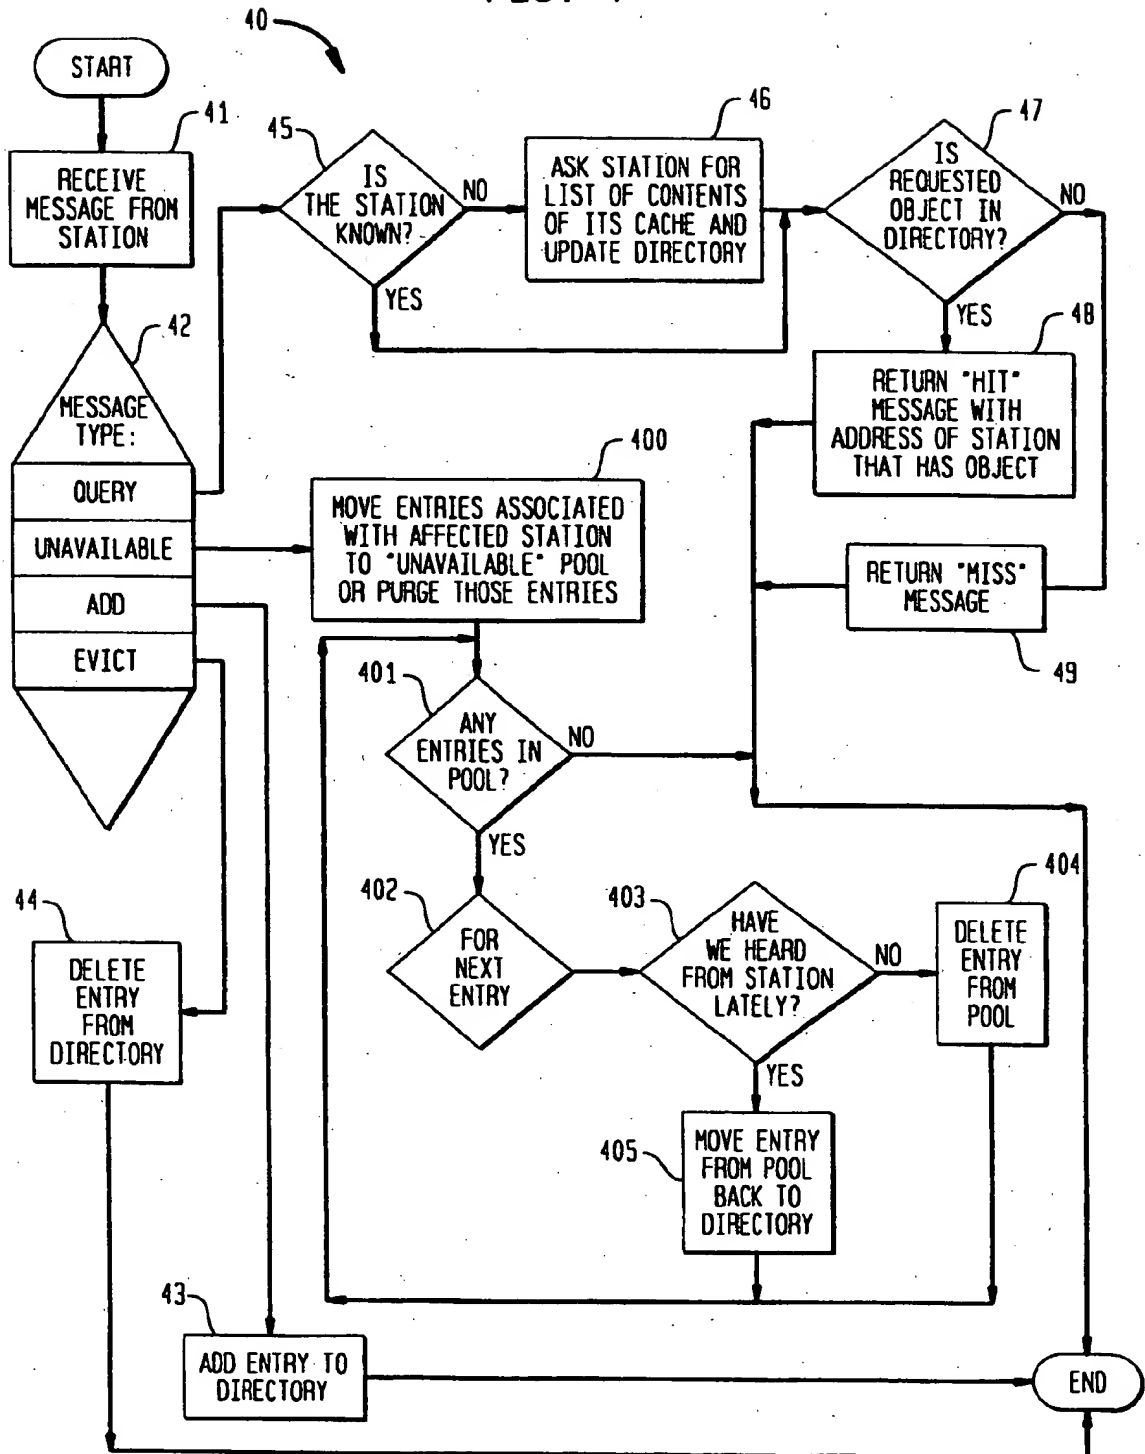 40
START
41
RECEIVE
MESSAGE FROM
STATION
42
MESSAGE
TYPE:
QUERY
UNAVAILABLE
ADD
EVICT
45
IS
THE STATION
KNOWN?
NO
YES
46
ASK STATION FOR
LIST OF CONTENTS
OF ITS CACHE AND
UPDATE DIRECTORY
47
IS
REQUESTED
OBJECT IN
DIRECTORY?
NO
YES
48
RETURN "HIT"
MESSAGE WITH
ADDRESS OF STATION
THAT HAS OBJECT
RETURN "MISS"
MESSAGE
49
400
MOVE ENTRIES ASSOCIATED
WITH AFFECTED STATION
TO "UNAVAILABLE" POOL
OR PURGE THOSE ENTRIES
401
ANY
ENTRIES IN
POOL?
NO
YES
402
FOR
NEXT
ENTRY
403
HAVE
WE HEARD
FROM STATION
LATELY?
NO
YES
404
DELETE
ENTRY
FROM
POOL
405
MOVE ENTRY
FROM POOL
BACK TO
DIRECTORY
44
DELETE
ENTRY
FROM
DIRECTORY
43
ADD ENTRY TO
DIRECTORY
END